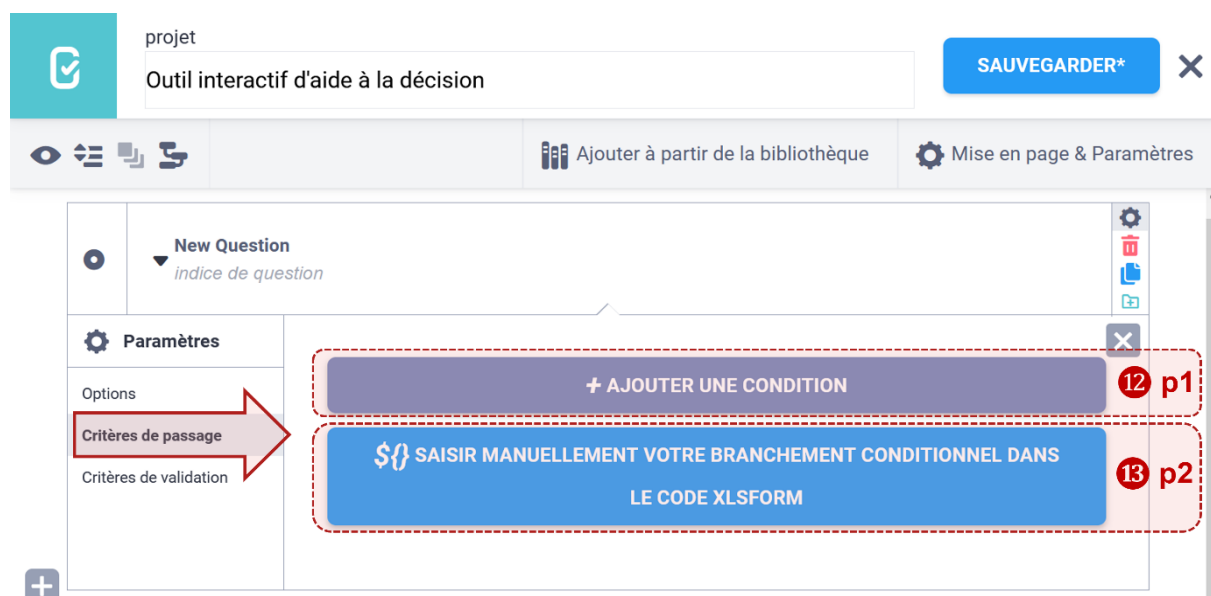 projet
Outil interactif d'aide à la décision
SAUVEGARDER*
Ajouter à partir de la bibliothèque
Mise en page & Paramètres
New Question
indice de question
Paramètres
Options
Critères de passage
Critères de validation
+ AJOUTER UNE CONDITION
12 p1
${} SAISIR MANUELLEMENT VOTRE BRANCHEMENT CONDITIONNEL DANS
LE CODE XLSFORM
13 p2